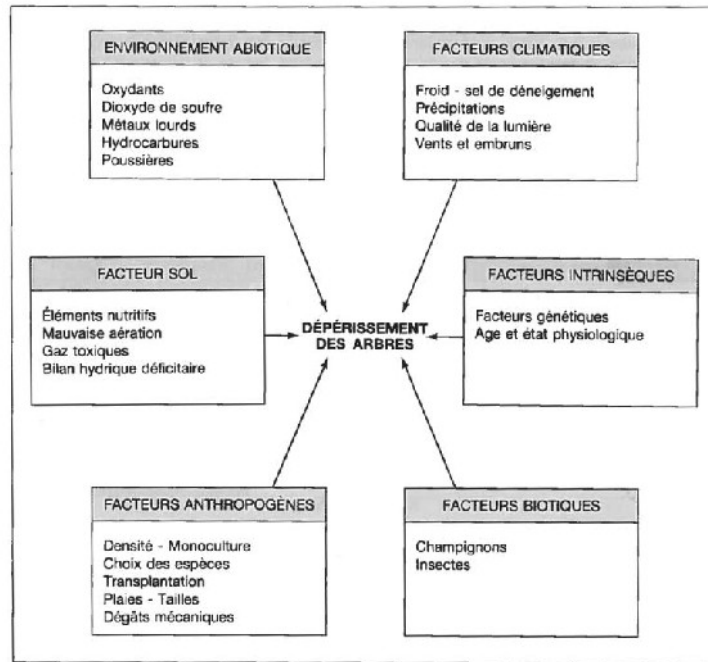 ENVIRONNEMENT ABIOTIQUE
Oxydants
Dioxyde de soufre
Métaux lourds
Hydrocarbures
Poussières
FACTEURS CLIMATIQUES
Froid - sel de déneigement
Précipitations
Qualité de la lumière
Vents et embruns
FACTEUR SOL
Éléments nutritifs
Mauvaise aération
Gaz toxiques
Bilan hydrique déficitaire
DÉPÉRISSEMENT
DES ARBRES
FACTEURS INTRINSÈQUES
Facteurs génétiques
Age et état physiologique
FACTEURS ANTHROPOGÈNES
Densité - Monoculture
Choix des espèces
Transplantation
Plaies - Tailles
Dégâts mécaniques
FACTEURS BIOTIQUES
Champignons
Insectes